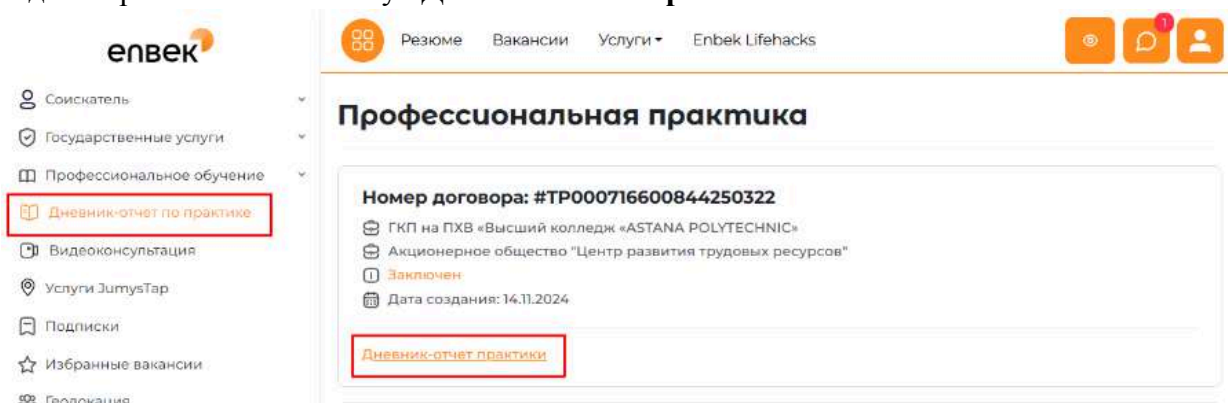 enbek
Резюме Вакансии Услуги Enbek Lifehacks
1
Соискатель
Государственные услуги
Профессиональное обучение
Дневник-отчет по практике
Видеоконсультация
Услуги JumysTap
Подписки
Избранные вакансии
Геолокация
Профессиональная практика
Номер договора: #TP000716600844250322
ГКП на ПХВ «Высший колледж «ASTANA POLYTECHNIC»
Акционерное общество "Центр развития трудовых ресурсов"
Заключен
Дата создания: 14.11.2024
Дневник-отчет практики